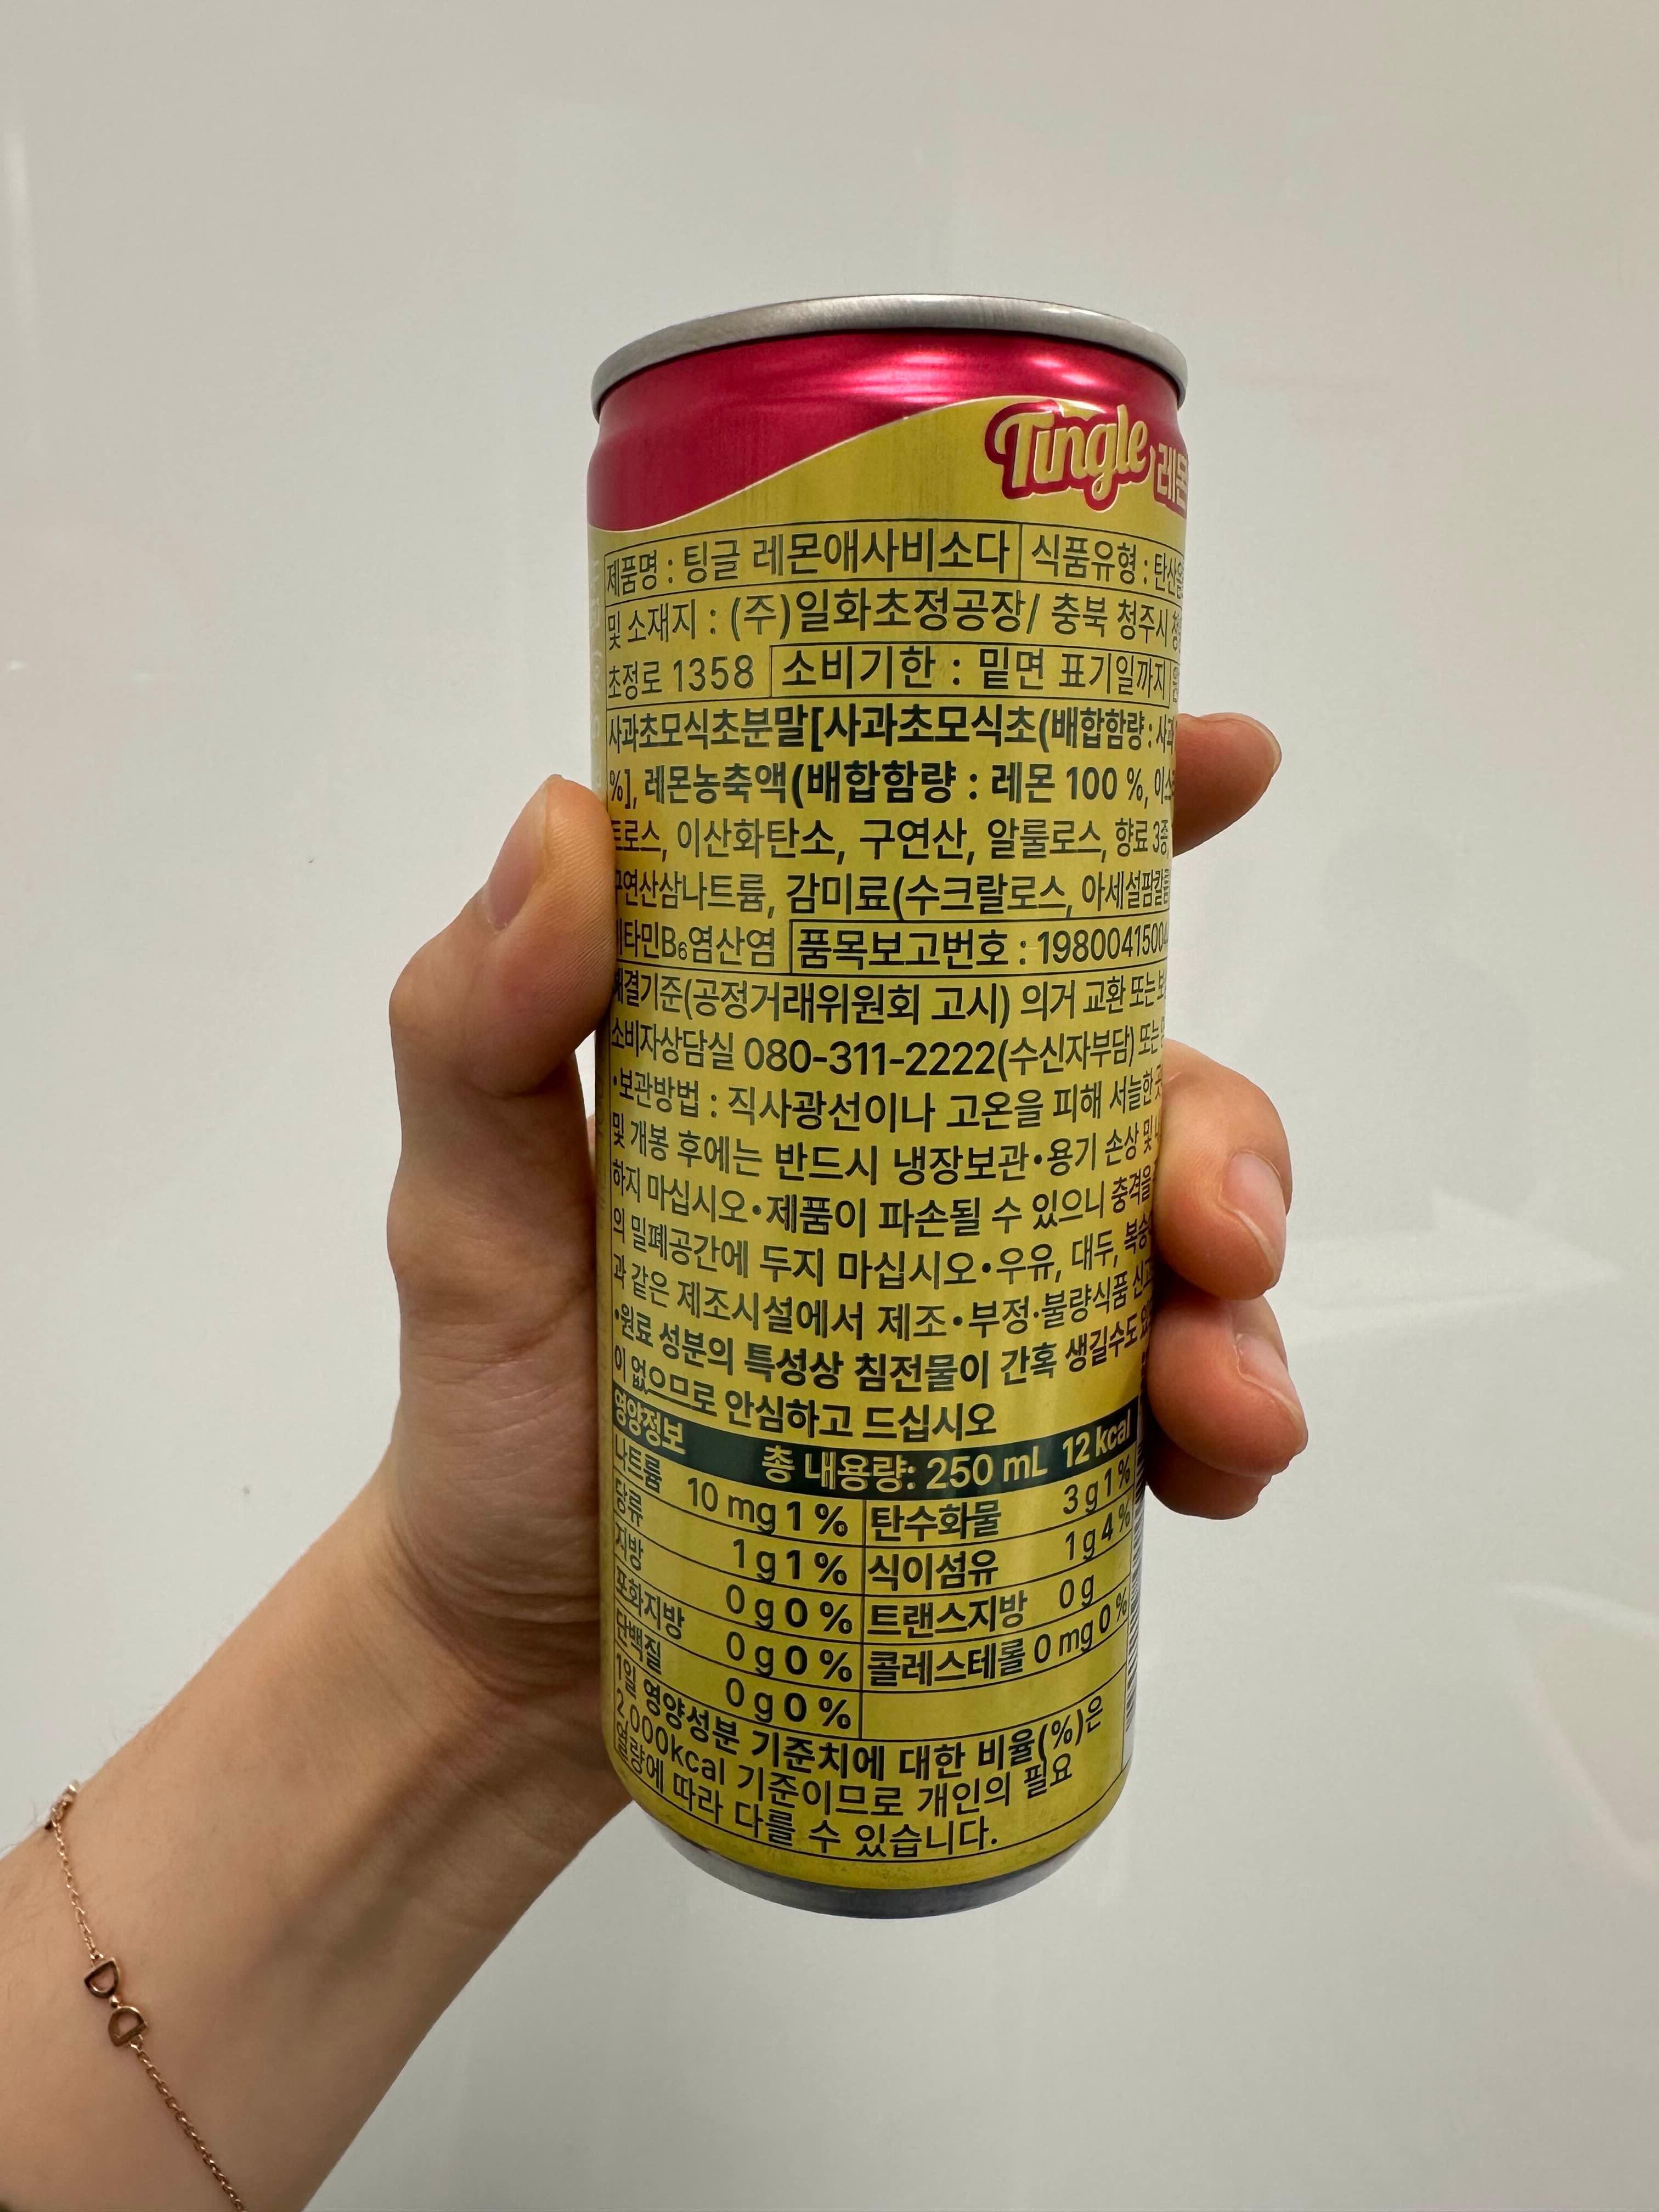 Tingle 레몬
제품명 : 팅글 레몬애사비소다 식품유형 : 탄산음
및 소재지 : (주)일화초정공장/ 충북 청주시
초정로 1358 소비기한 : 밑면 표기일까지
사과초모식초분말[사과초모식초(배합함량 : 사과
%], 레몬농축액(배합함량 : 레몬 100 %, 이스
트로스, 이산화탄소, 구연산, 알룰로스, 향료 3종,
구연산삼나트륨, 감미료(수크랄로스, 아세설팜칼륨
비타민B₆염산염 품목보고번호 : 1980041500
해결기준(공정거래위원회 고시) 의거 교환 또는 보
소비자상담실 080-311-2222(수신자부담) 또는
•보관방법 : 직사광선이나 고온을 피해 서늘한 곳
및 개봉 후에는 반드시 냉장보관•용기 손상 및
하지 마십시오•제품이 파손될 수 있으니 충격을
의 밀폐공간에 두지 마십시오•우유, 대두, 복숭
과 같은 제조시설에서 제조•부정·불량식품 신고
•원료 성분의 특성상 침전물이 간혹 생길수도
이 없으므로 안심하고 드십시오
영양정보 총 내용량: 250 mL 12 kcal
나트륨 10 mg 1 % 탄수화물 3 g 1 %
당류 1 g 1 % 식이섬유 1 g 4 %
지방 0 g 0 % 트랜스지방 0 g
포화지방 0 g 0 % 콜레스테롤 0 mg 0 %
단백질 0 g 0 %
1일 영양성분 기준치에 대한 비율(%)은
2,000kcal 기준이므로 개인의 필요
열량에 따라 다를 수 있습니다.